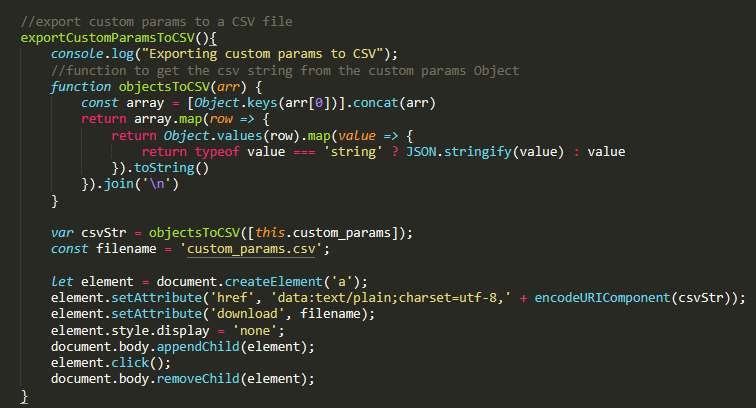 //export custom params to a CSV file
exportCustomParamsToCSV(){
    console.log("Exporting custom params to CSV");
    //function to get the csv string from the custom params Object
    function objectsToCSV(arr) {
        const array = [Object.keys(arr[0])].concat(arr)
        return array.map(row => {
            return Object.values(row).map(value => {
                return typeof value === 'string' ? JSON.stringify(value) : value
            }).toString()
        }).join('\n')
    }

    var csvStr = objectsToCSV([this.custom_params]);
    const filename = 'custom_params.csv';

    let element = document.createElement('a');
    element.setAttribute('href', 'data:text/plain;charset=utf-8,' + encodeURIComponent(csvStr));
    element.setAttribute('download', filename);
    element.style.display = 'none';
    document.body.appendChild(element);
    element.click();
    document.body.removeChild(element);
}